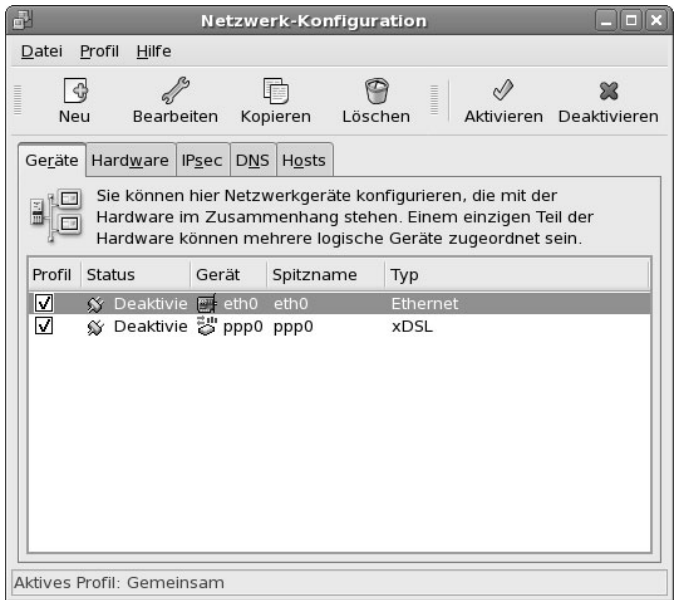 Netzwerk-Konfiguration
Datei Profil Hilfe
Neu Bearbeiten Kopieren Löschen Aktivieren Deaktivieren
Geräte Hardware IPsec DNS Hosts
Sie können hier Netzwerkgeräte konfigurieren, die mit der
Hardware im Zusammenhang stehen. Einem einzigen Teil der
Hardware können mehrere logische Geräte zugeordnet sein.
Profil Status Gerät Spitzname Typ
Deaktivie eth0 eth0 Ethernet
Deaktivie ppp0 ppp0 xDSL
Aktives Profil: Gemeinsam